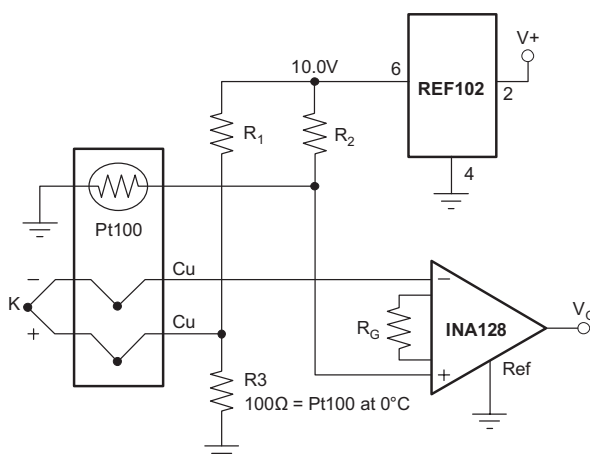 V+
10.0V
6
REF102
2
R1
R2
4
Pt100
−
Cu
K
+
Cu
−
RG
INA128
VO
+
Ref
R3
100Ω = Pt100 at 0°C